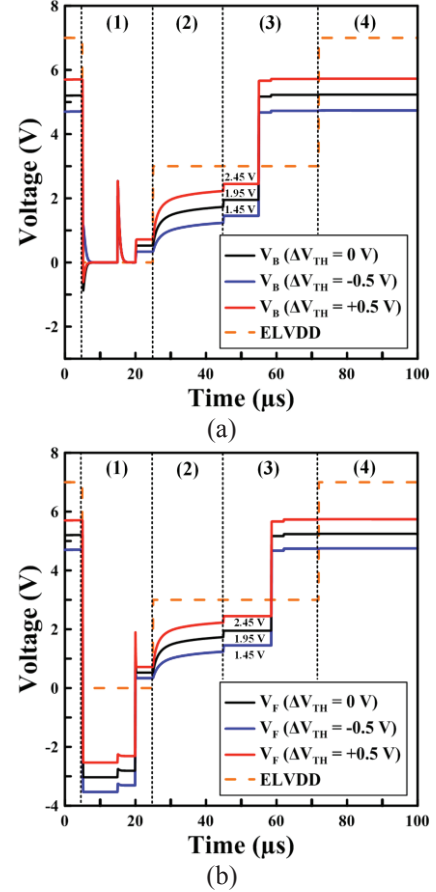 (1) (2) (3) (4)
8
6
4
2
0
-2
Voltage (V)
2.45 V
1.95 V
1.45 V
V_B (ΔV_TH = 0 V)
V_B (ΔV_TH = -0.5 V)
V_B (ΔV_TH = +0.5 V)
ELVDD
0 20 40 60 80 100
Time (µs)
(a)
(1) (2) (3) (4)
8
6
4
2
0
-2
-4
Voltage (V)
2.45 V
1.95 V
1.45 V
V_F (ΔV_TH = 0 V)
V_F (ΔV_TH = -0.5 V)
V_F (ΔV_TH = +0.5 V)
ELVDD
0 20 40 60 80 100
Time (µs)
(b)